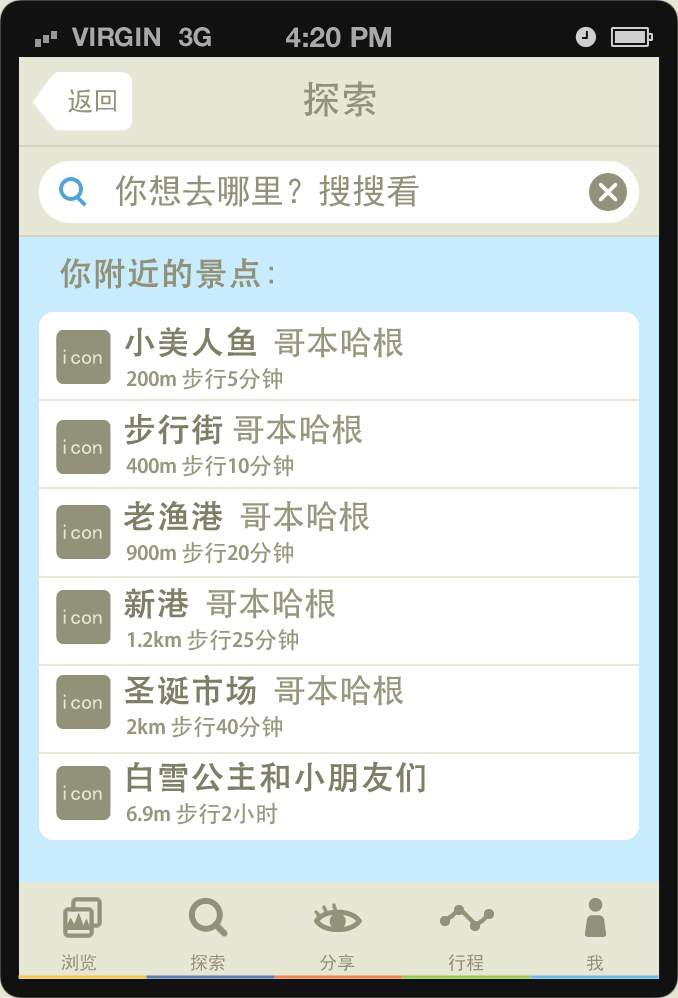 VIRGIN 3G 4:20 PM
返回 探索
你想去哪里？搜搜看
你附近的景点：
icon 小美人鱼 哥本哈根
200m 步行5分钟
icon 步行街 哥本哈根
400m 步行10分钟
icon 老渔港 哥本哈根
900m 步行20分钟
icon 新港 哥本哈根
1.2km 步行25分钟
icon 圣诞市场 哥本哈根
2km 步行40分钟
icon 白雪公主和小朋友们
6.9m 步行2小时
浏览 探索 分享 行程 我